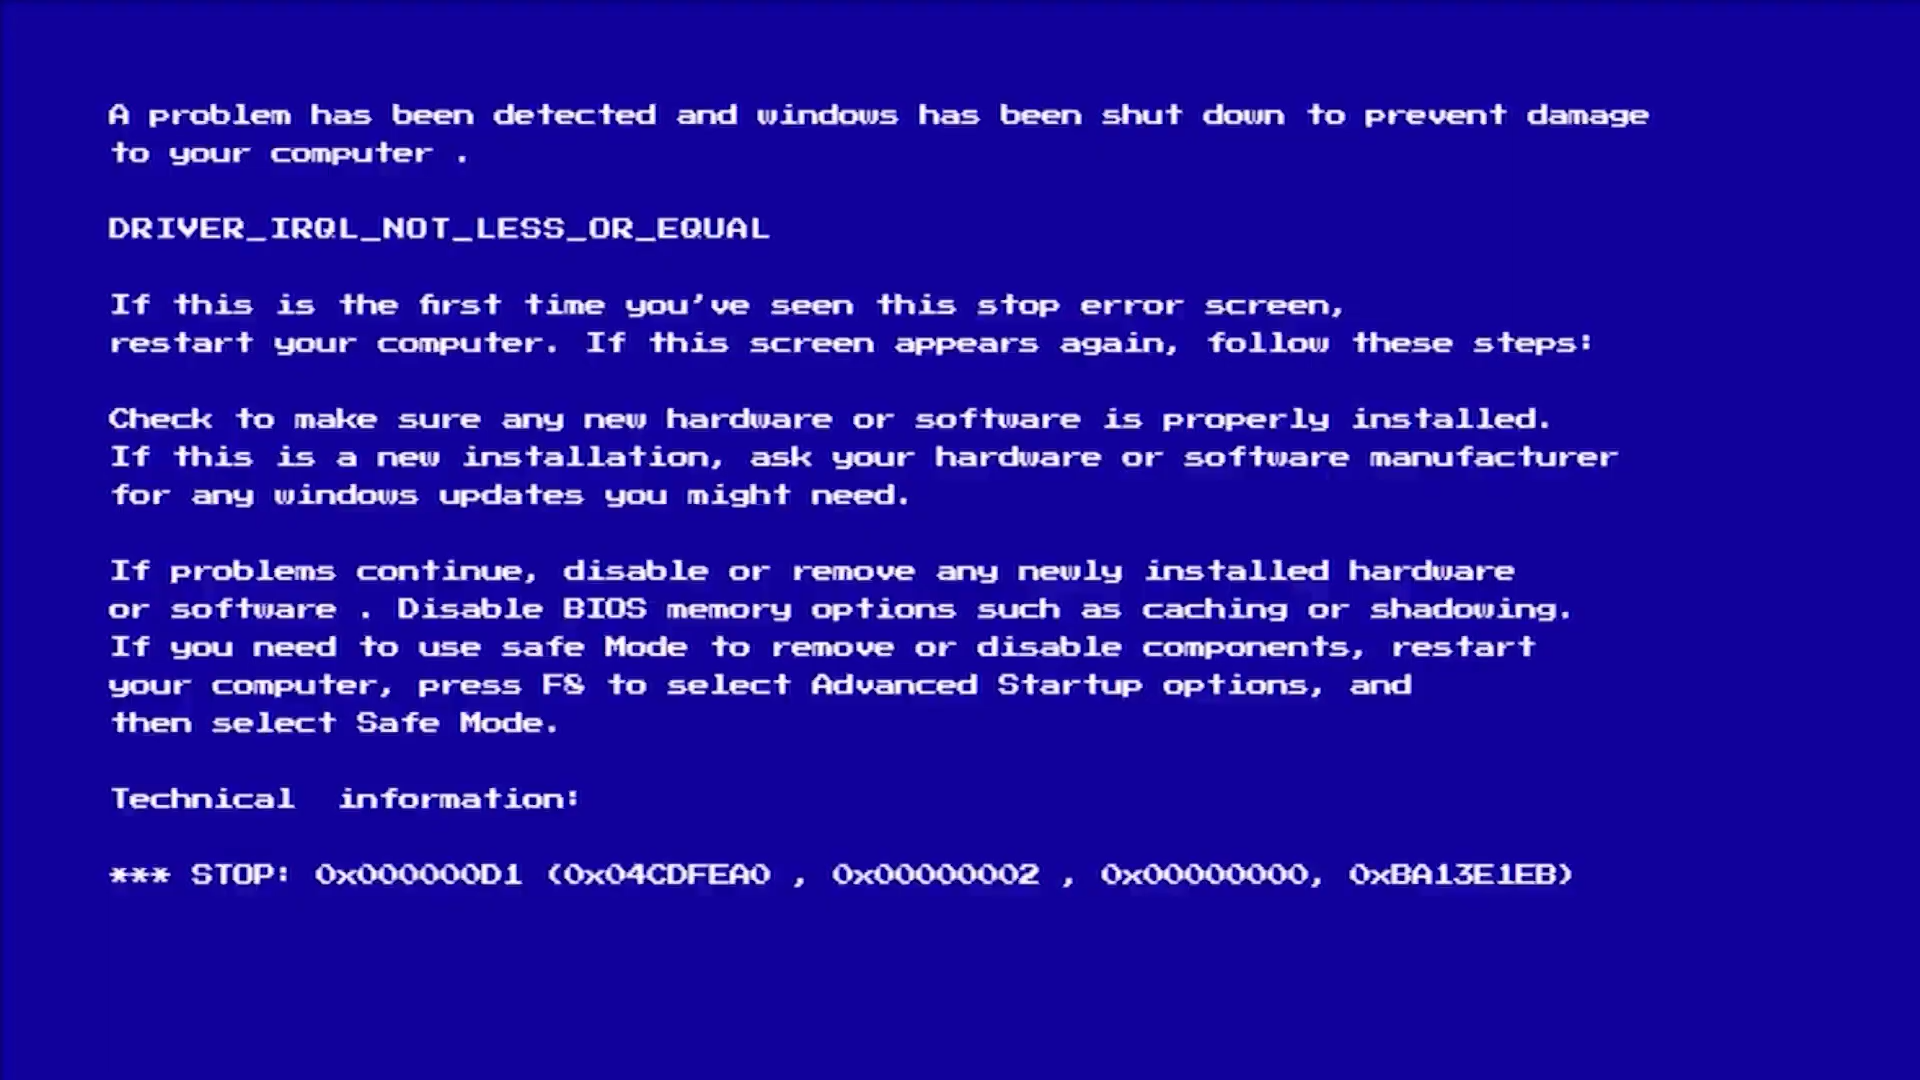 A problem has been detected and windows has been shut down to prevent damage
to your computer .
DRIVER_IRQL_NOT_LESS_OR_EQUAL
If this is the first time you've seen this stop error screen,
restart your computer. If this screen appears again, follow these steps:
Check to make sure any new hardware or software is properly installed.
If this is a new installation, ask your hardware or software manufacturer
for any windows updates you might need.
If problems continue, disable or remove any newly installed hardware
or software . Disable BIOS memory options such as caching or shadowing.
If you need to use safe Mode to remove or disable components, restart
your computer, press F& to select Advanced Startup options, and
then select Safe Mode.
Technical  information:
*** STOP: 0x000000D1 (0x04CDFEA0 , 0x00000002 , 0x00000000, 0xBA13E1EB)